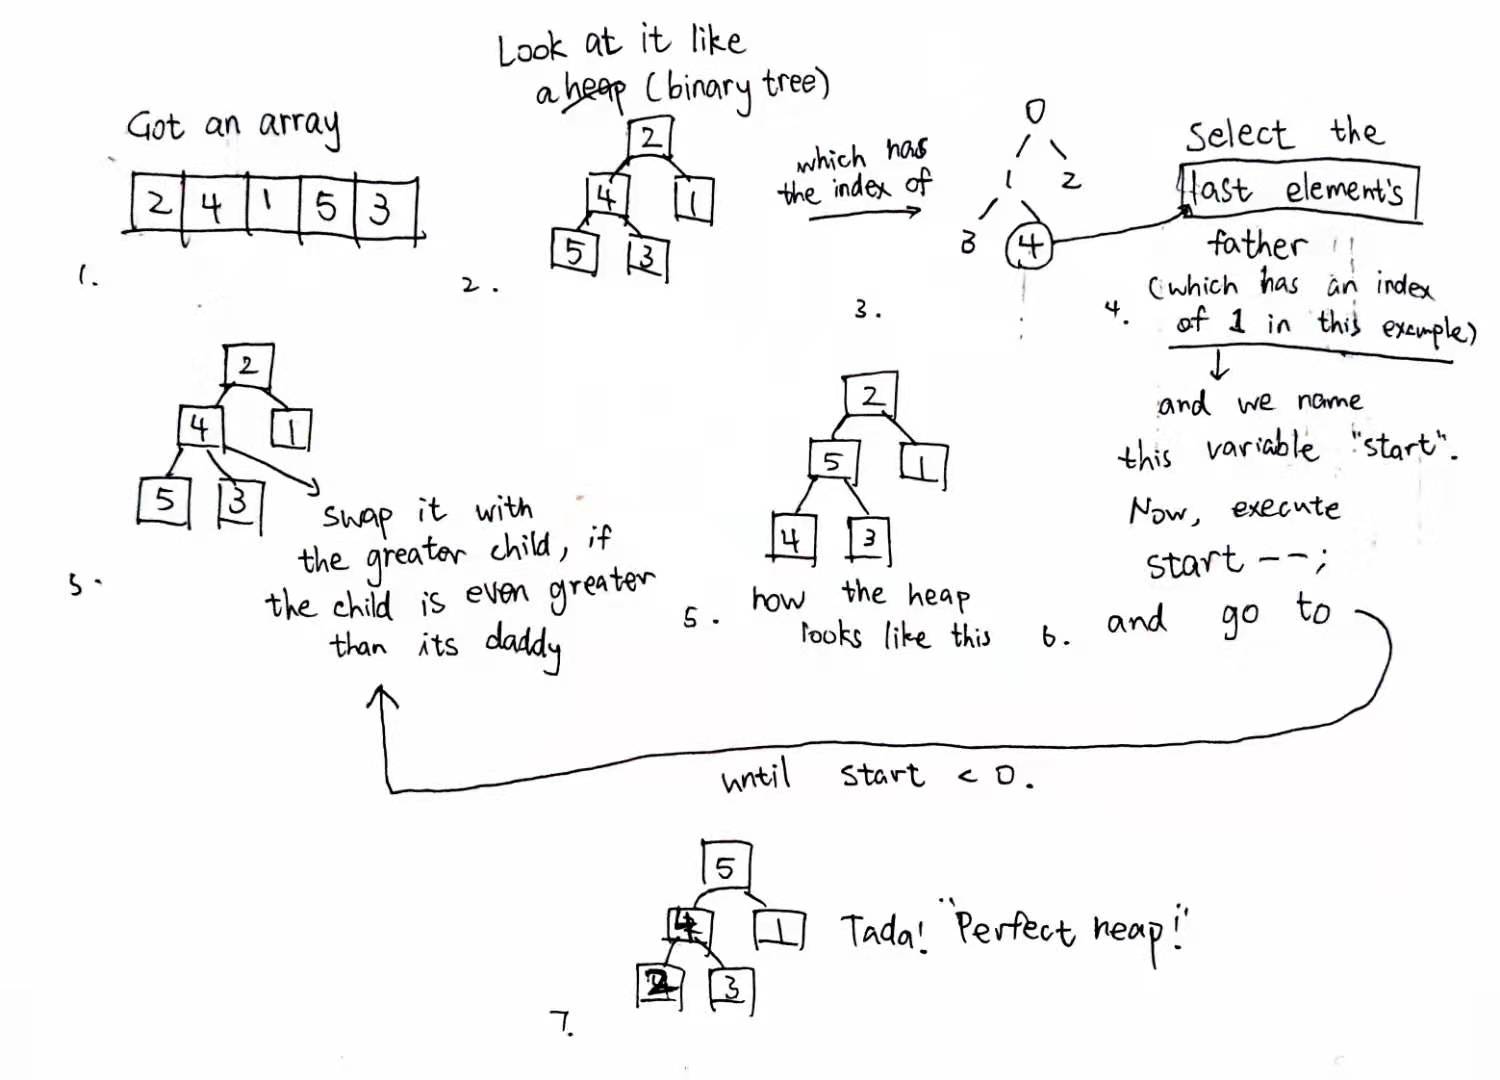 Got an array
2 4 1 5 3
1.
Look at it like
a heap (binary tree)
2
4 1
5 3
2.
which has
the index of
0
1 2
3 4
3.
Select the
last element's
father
(which has an index
of 1 in this example)
4.
and we name
this variable "start".
Now, execute
start --;
and go to
6.
2
4 1
5 3
swap it with
the greater child, if
the child is even greater
than its daddy
5.
2
5 1
4 3
now the heap
looks like this
5.
until start < 0.
5
4 1
2 3
Tada! "Perfect heap!"
7.